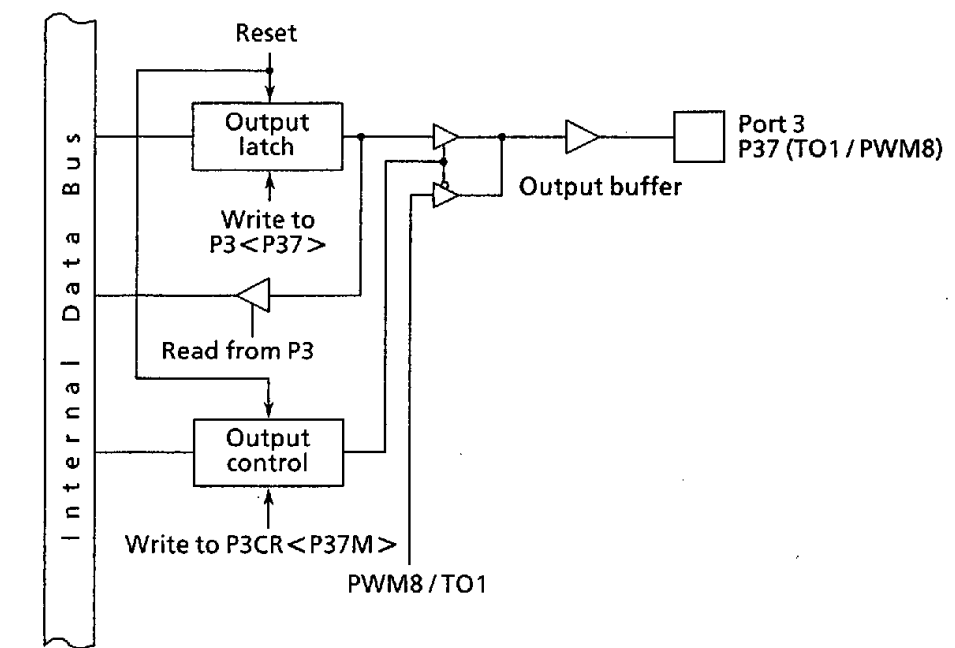 Reset
Internal Data Bus
Output
latch
Port 3
P37 (TO1 / PWM8)
Output buffer
Write to
P3<P37>
Read from P3
Output
control
Write to P3CR<P37M>
PWM8 / TO1